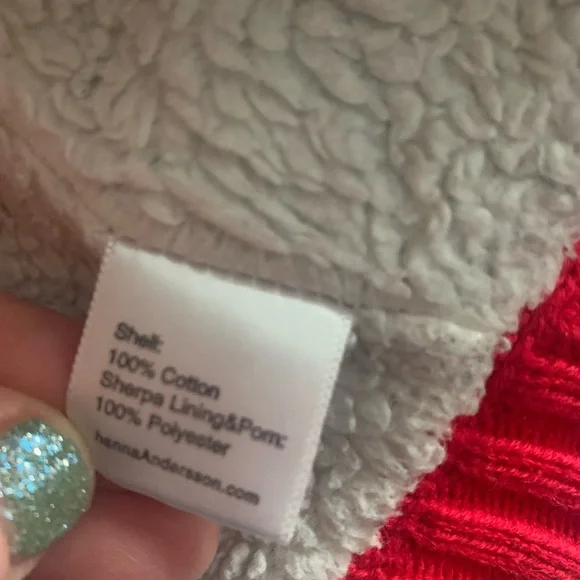 Shell:
100% Cotton
Sherpa Lining&Pom:
100% Polyester
hannaAndersson.com